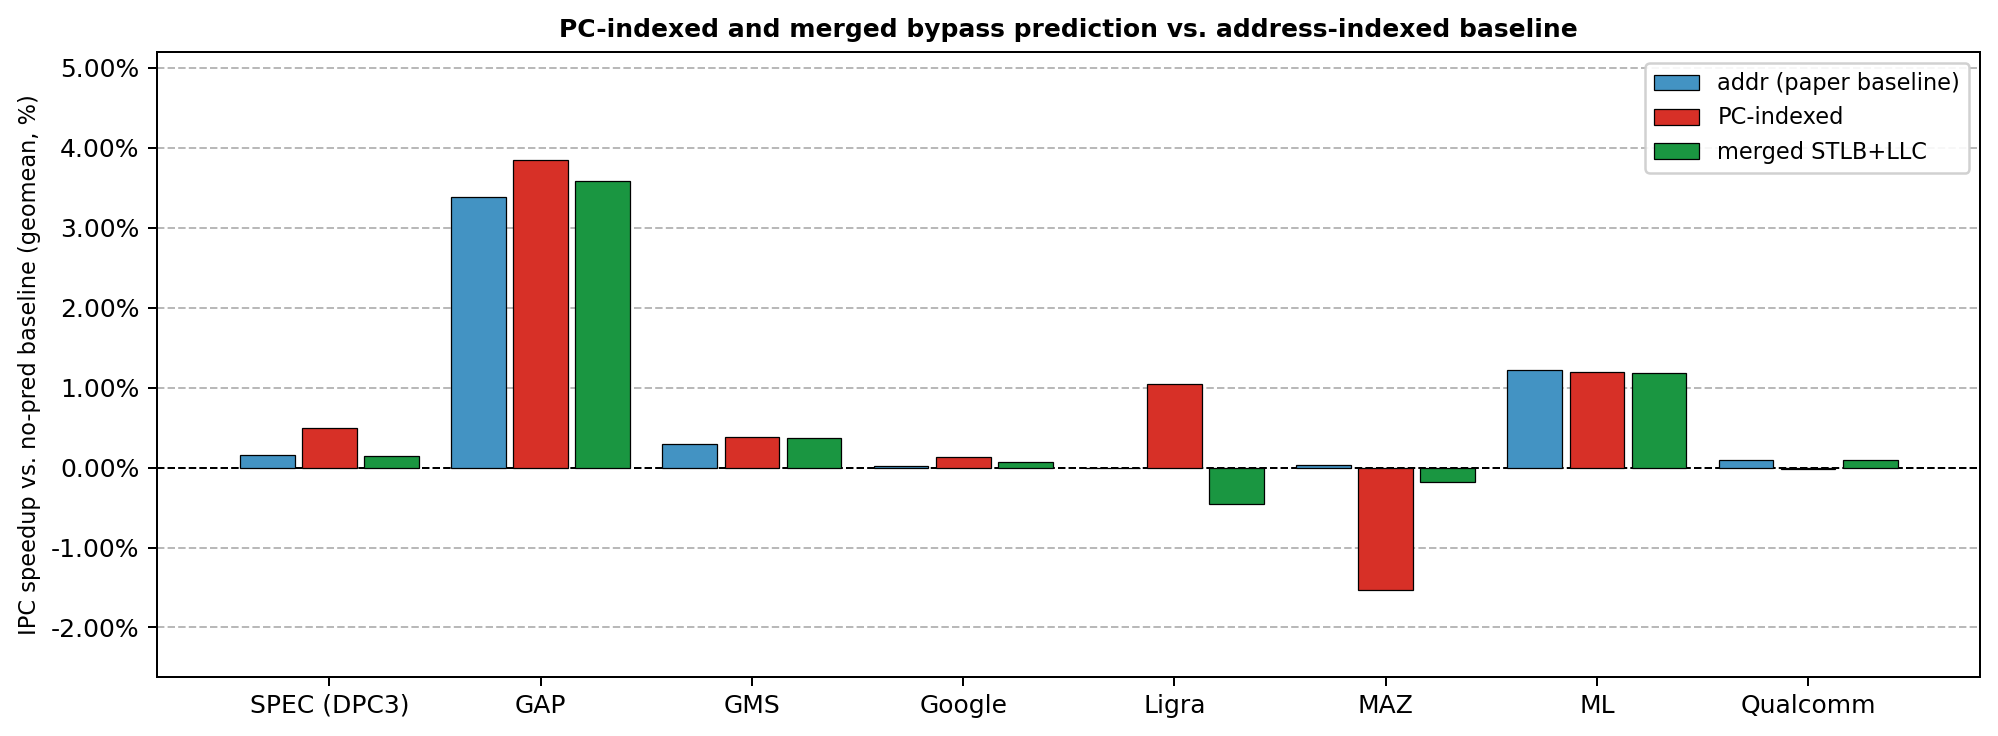 PC-indexed and merged bypass prediction vs. address-indexed baseline
IPC speedup vs. no-pred baseline (geomean, %)
5.00%
4.00%
3.00%
2.00%
1.00%
0.00%
-1.00%
-2.00%
addr (paper baseline)
PC-indexed
merged STLB+LLC
SPEC (DPC3)
GAP
GMS
Google
Ligra
MAZ
ML
Qualcomm